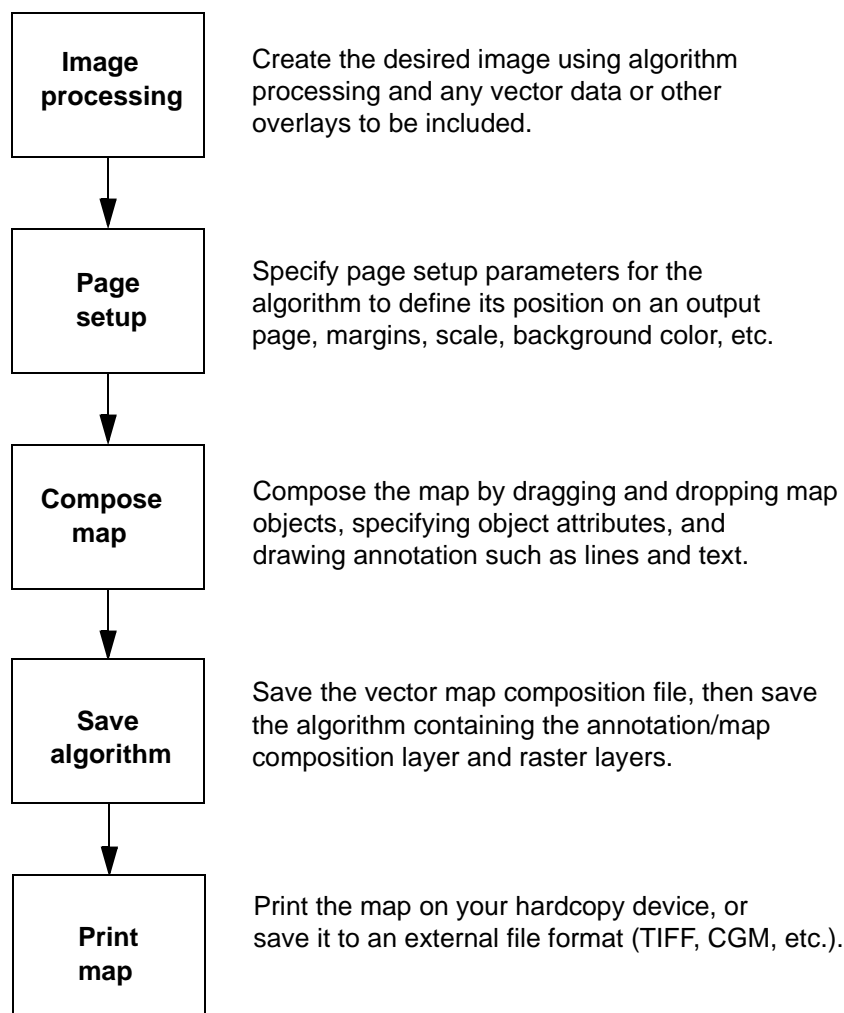 Image
processing
Create the desired image using algorithm
processing and any vector data or other
overlays to be included.
Page
setup
Specify page setup parameters for the
algorithm to define its position on an output
page, margins, scale, background color, etc.
Compose
map
Compose the map by dragging and dropping map
objects, specifying object attributes, and
drawing annotation such as lines and text.
Save
algorithm
Save the vector map composition file, then save
the algorithm containing the annotation/map
composition layer and raster layers.
Print
map
Print the map on your hardcopy device, or
save it to an external file format (TIFF, CGM, etc.).